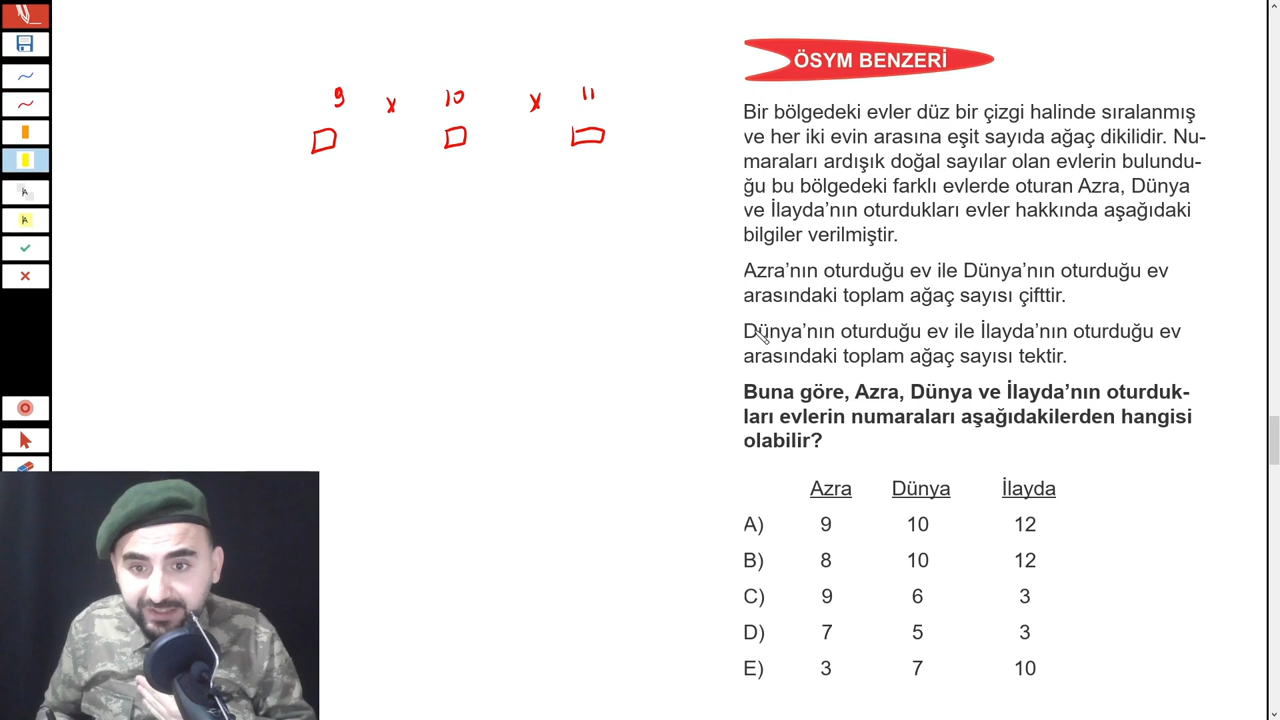 9 x 10 x 11
ÖSYM BENZERİ
Bir bölgedeki evler düz bir çizgi halinde sıralanmış
ve her iki evin arasına eşit sayıda ağaç dikilidir. Nu-
maraları ardışık doğal sayılar olan evlerin bulundu-
ğu bu bölgedeki farklı evlerde oturan Azra, Dünya
ve İlayda’nın oturdukları evler hakkında aşağıdaki
bilgiler verilmiştir.
Azra’nın oturduğu ev ile Dünya’nın oturduğu ev
arasındaki toplam ağaç sayısı çifttir.
Dünya’nın oturduğu ev ile İlayda’nın oturduğu ev
arasındaki toplam ağaç sayısı tektir.
Buna göre, Azra, Dünya ve İlayda’nın oturduk-
ları evlerin numaraları aşağıdakilerden hangisi
olabilir?
Azra Dünya İlayda
A) 9 10 12
B) 8 10 12
C) 9 6 3
D) 7 5 3
E) 3 7 10